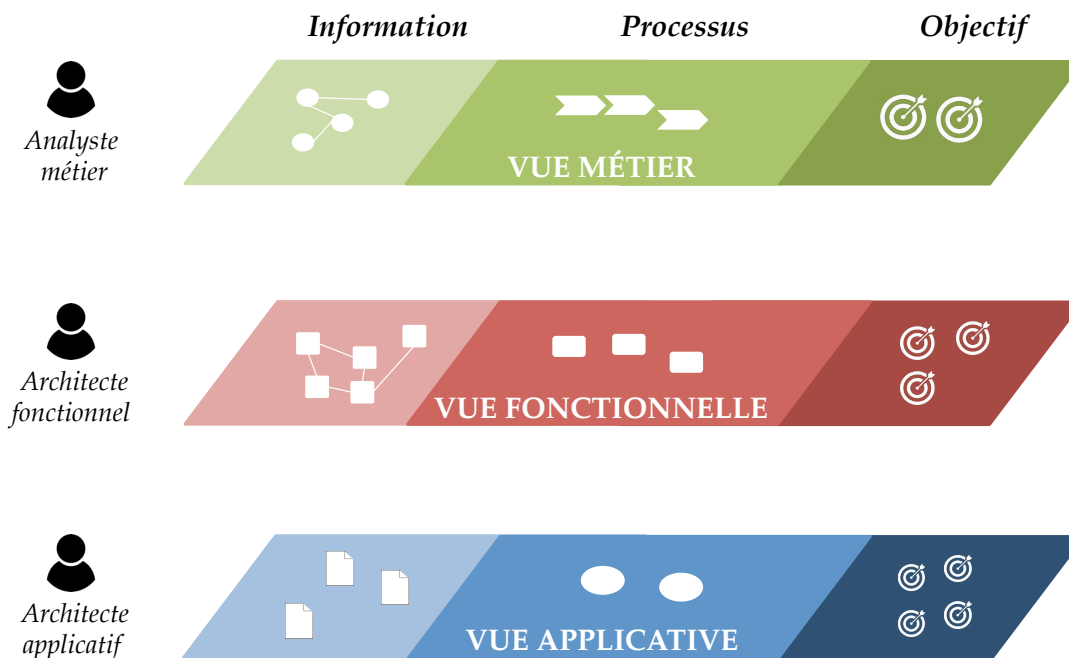 Information Processus Objectif
Analyste
métier
VUE MÉTIER
Architecte
fonctionnel
VUE FONCTIONNELLE
Architecte
applicatif
VUE APPLICATIVE